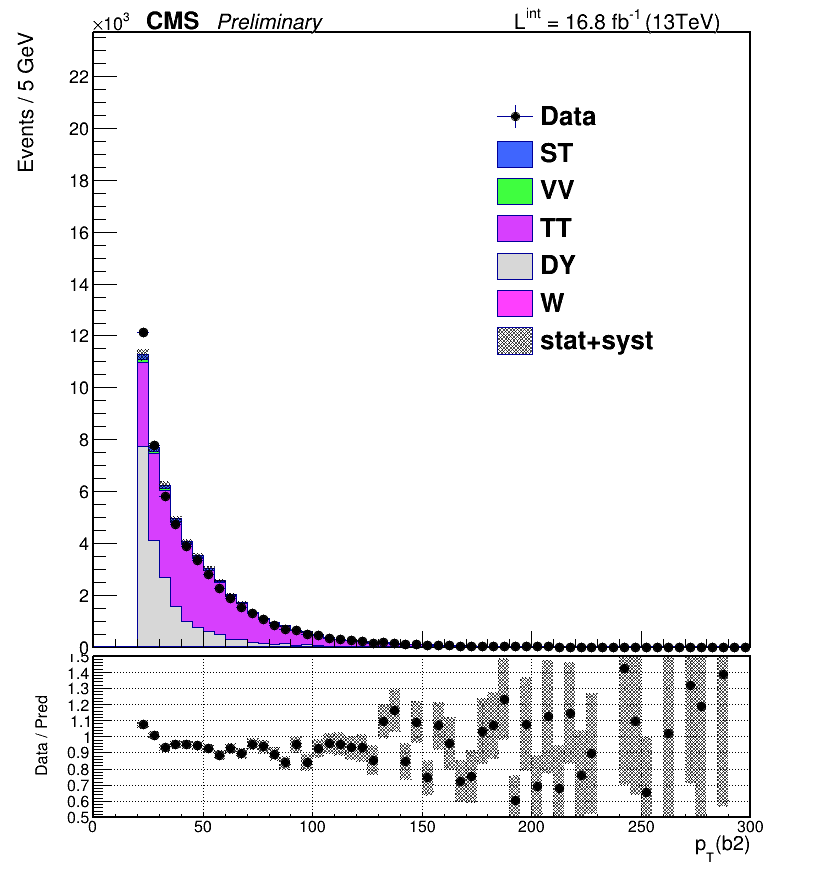 ×10³ CMS Preliminary L^int = 16.8 fb⁻¹ (13TeV)
Events / 5 GeV
22
20
18
16
14
12
10
8
6
4
2
0
Data
ST
VV
TT
DY
W
stat+syst
Data / Pred
1.5
1.4
1.3
1.2
1.1
1
0.9
0.8
0.7
0.6
0.5
0 50 100 150 200 250 300
p_T(b2)